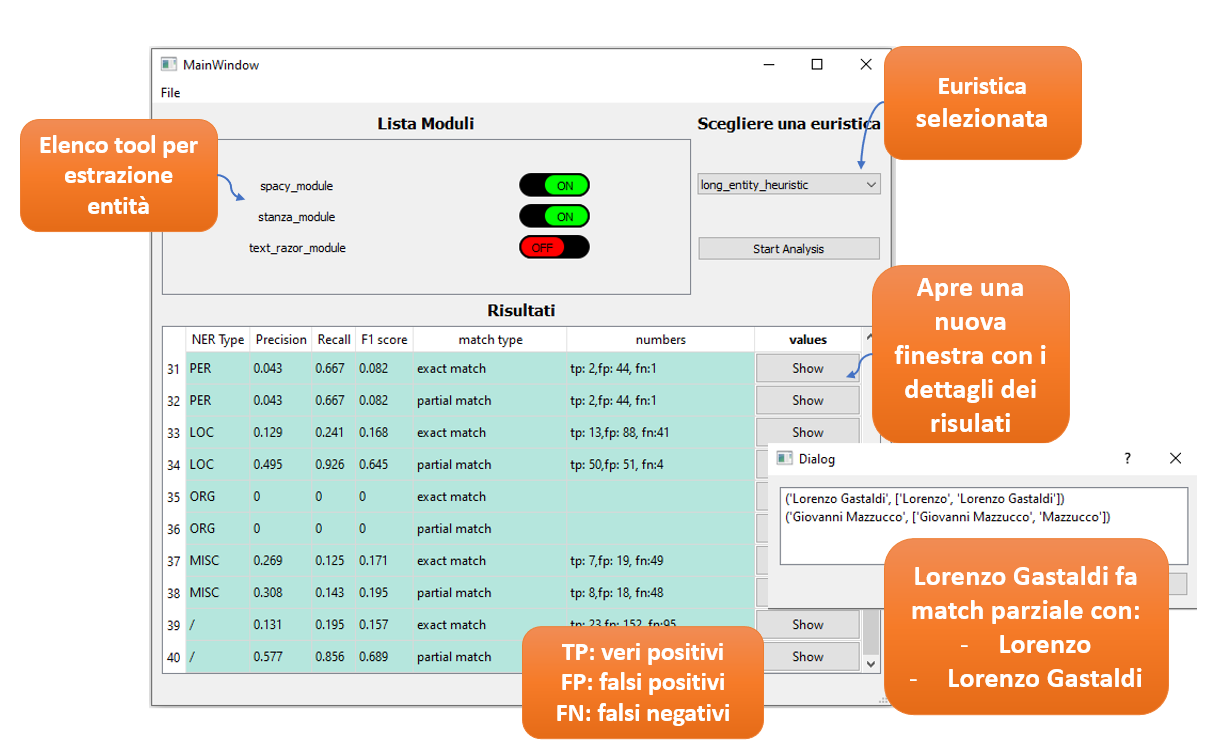 MainWindow
File
Elenco tool per
estrazione
entità
Lista Moduli
spacy_module
ON
stanza_module
ON
text_razor_module
OFF
Scegliere una euristica
long_entity_heuristic
Start Analysis
Euristica
selezionata
Risultati
NER Type Precision Recall F1 score match type numbers values
31 PER 0.043 0.667 0.082 exact match tp: 2,fp: 44, fn:1 Show
32 PER 0.043 0.667 0.082 partial match tp: 2,fp: 44, fn:1 Show
33 LOC 0.129 0.241 0.168 exact match tp: 13,fp: 88, fn:41 Show
34 LOC 0.495 0.926 0.645 partial match tp: 50,fp: 51, fn:4
35 ORG 0 0 0 exact match
36 ORG 0 0 0 partial match
37 MISC 0.269 0.125 0.171 exact match tp: 7,fp: 19, fn:49
38 MISC 0.308 0.143 0.195 partial match tp: 8,fp: 18, fn:48
39 / 0.131 0.195 0.157 exact match tp: 23,fp: 152, fn:95 Show
40 / 0.577 0.856 0.689 partial match Show
Apre una
nuova
finestra con i
dettagli dei
risulati
Dialog
('Lorenzo Gastaldi', ['Lorenzo', 'Lorenzo Gastaldi'])
('Giovanni Mazzucco', ['Giovanni Mazzucco', 'Mazzucco'])
Lorenzo Gastaldi fa
match parziale con:
- Lorenzo
- Lorenzo Gastaldi
TP: veri positivi
FP: falsi positivi
FN: falsi negativi